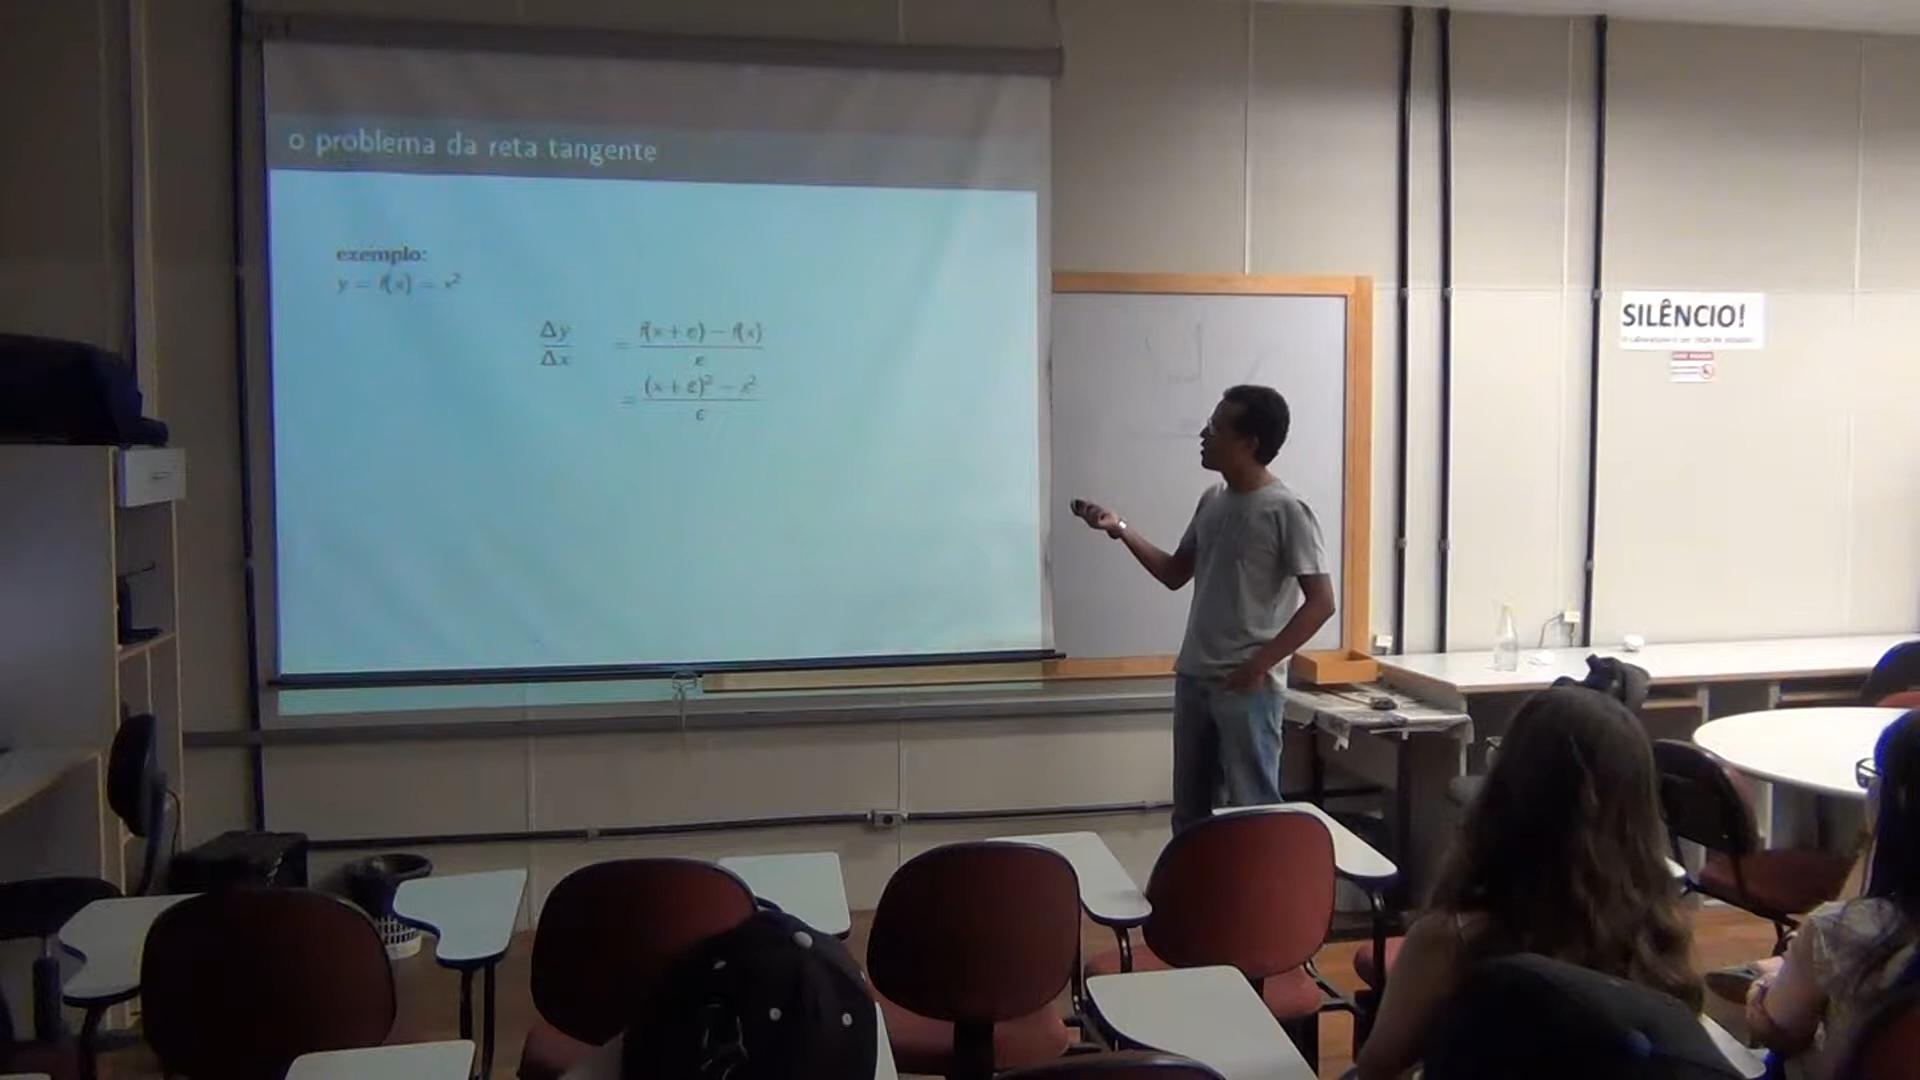 o problema da reta tangente
exemplo:
y = f(x) = x²
Δy/Δx = (f(x + ε) − f(x))/ε
= ((x + ε)² − x²)/ε
SILÊNCIO!